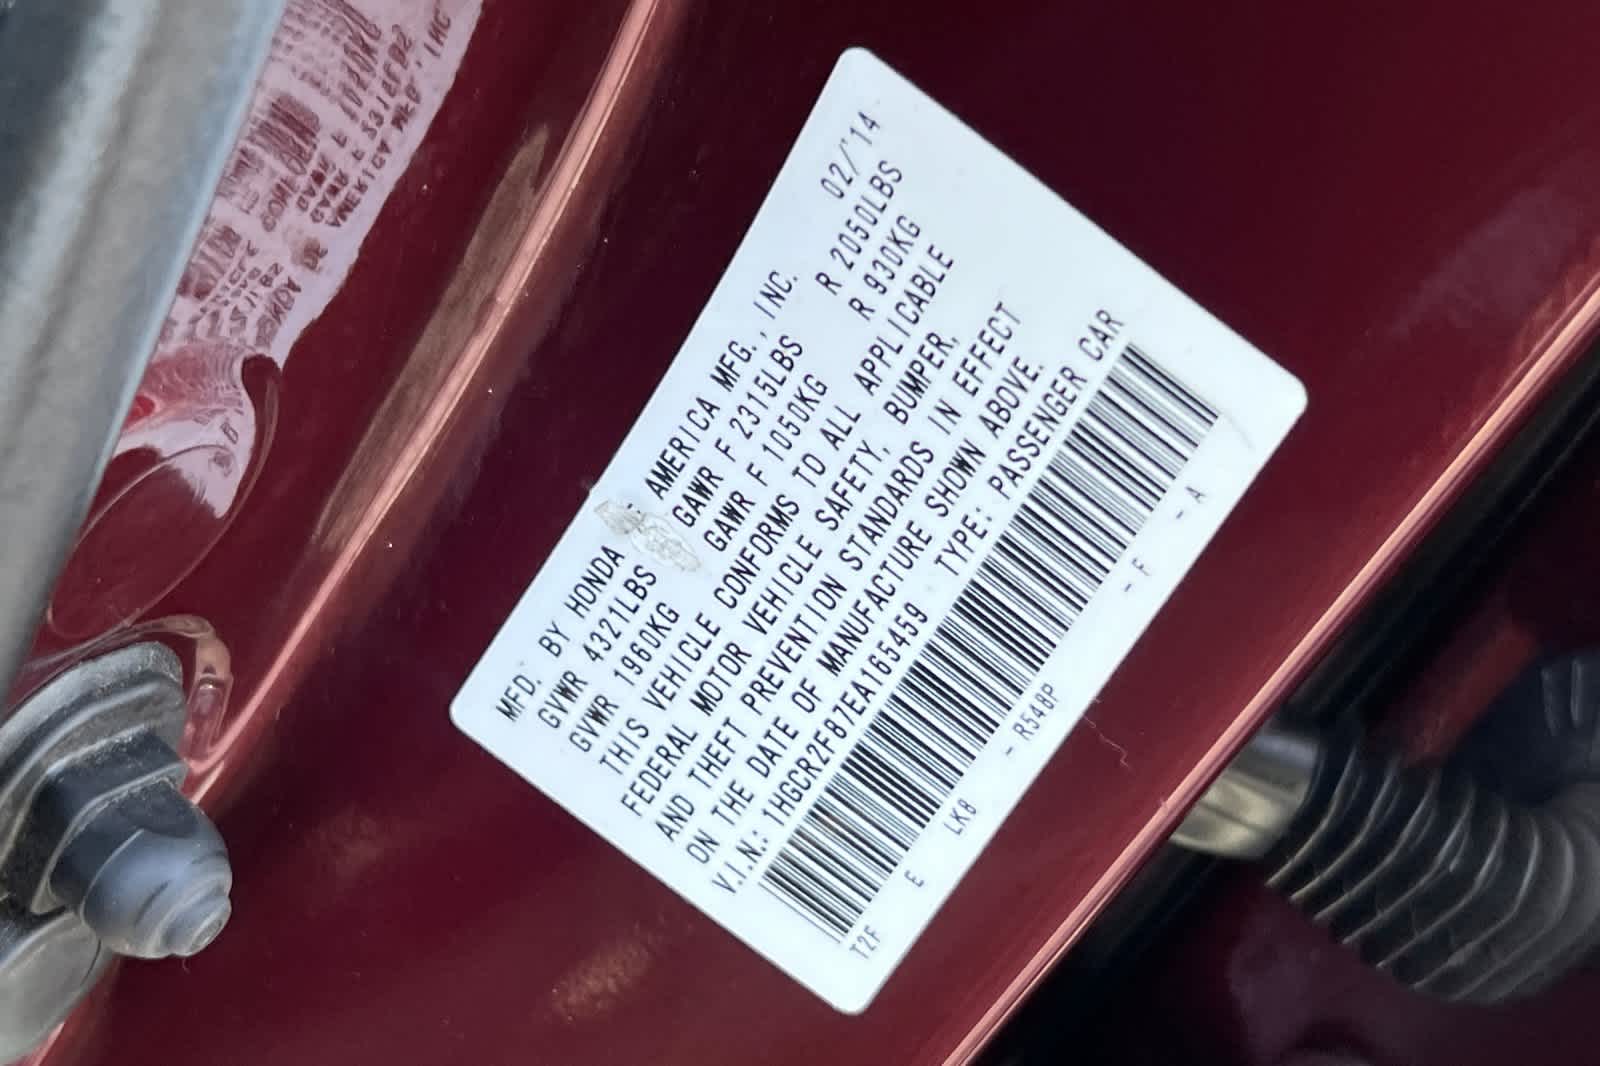 MFD. BY HONDA AMERICA MFG., INC. 02/'14
GVWR 4321LBS GAWR F 2315LBS R 2050LBS
GVWR 1960KG GAWR F 1050KG R 930KG
THIS VEHICLE CONFORMS TO ALL APPLICABLE
FEDERAL MOTOR VEHICLE SAFETY, BUMPER,
AND THEFT PREVENTION STANDARDS IN EFFECT
ON THE DATE OF MANUFACTURE SHOWN ABOVE.
V.I.N.: 1HGCR2F87EA165459 TYPE: PASSENGER CAR
T2F E LK8 - R548P - F - A